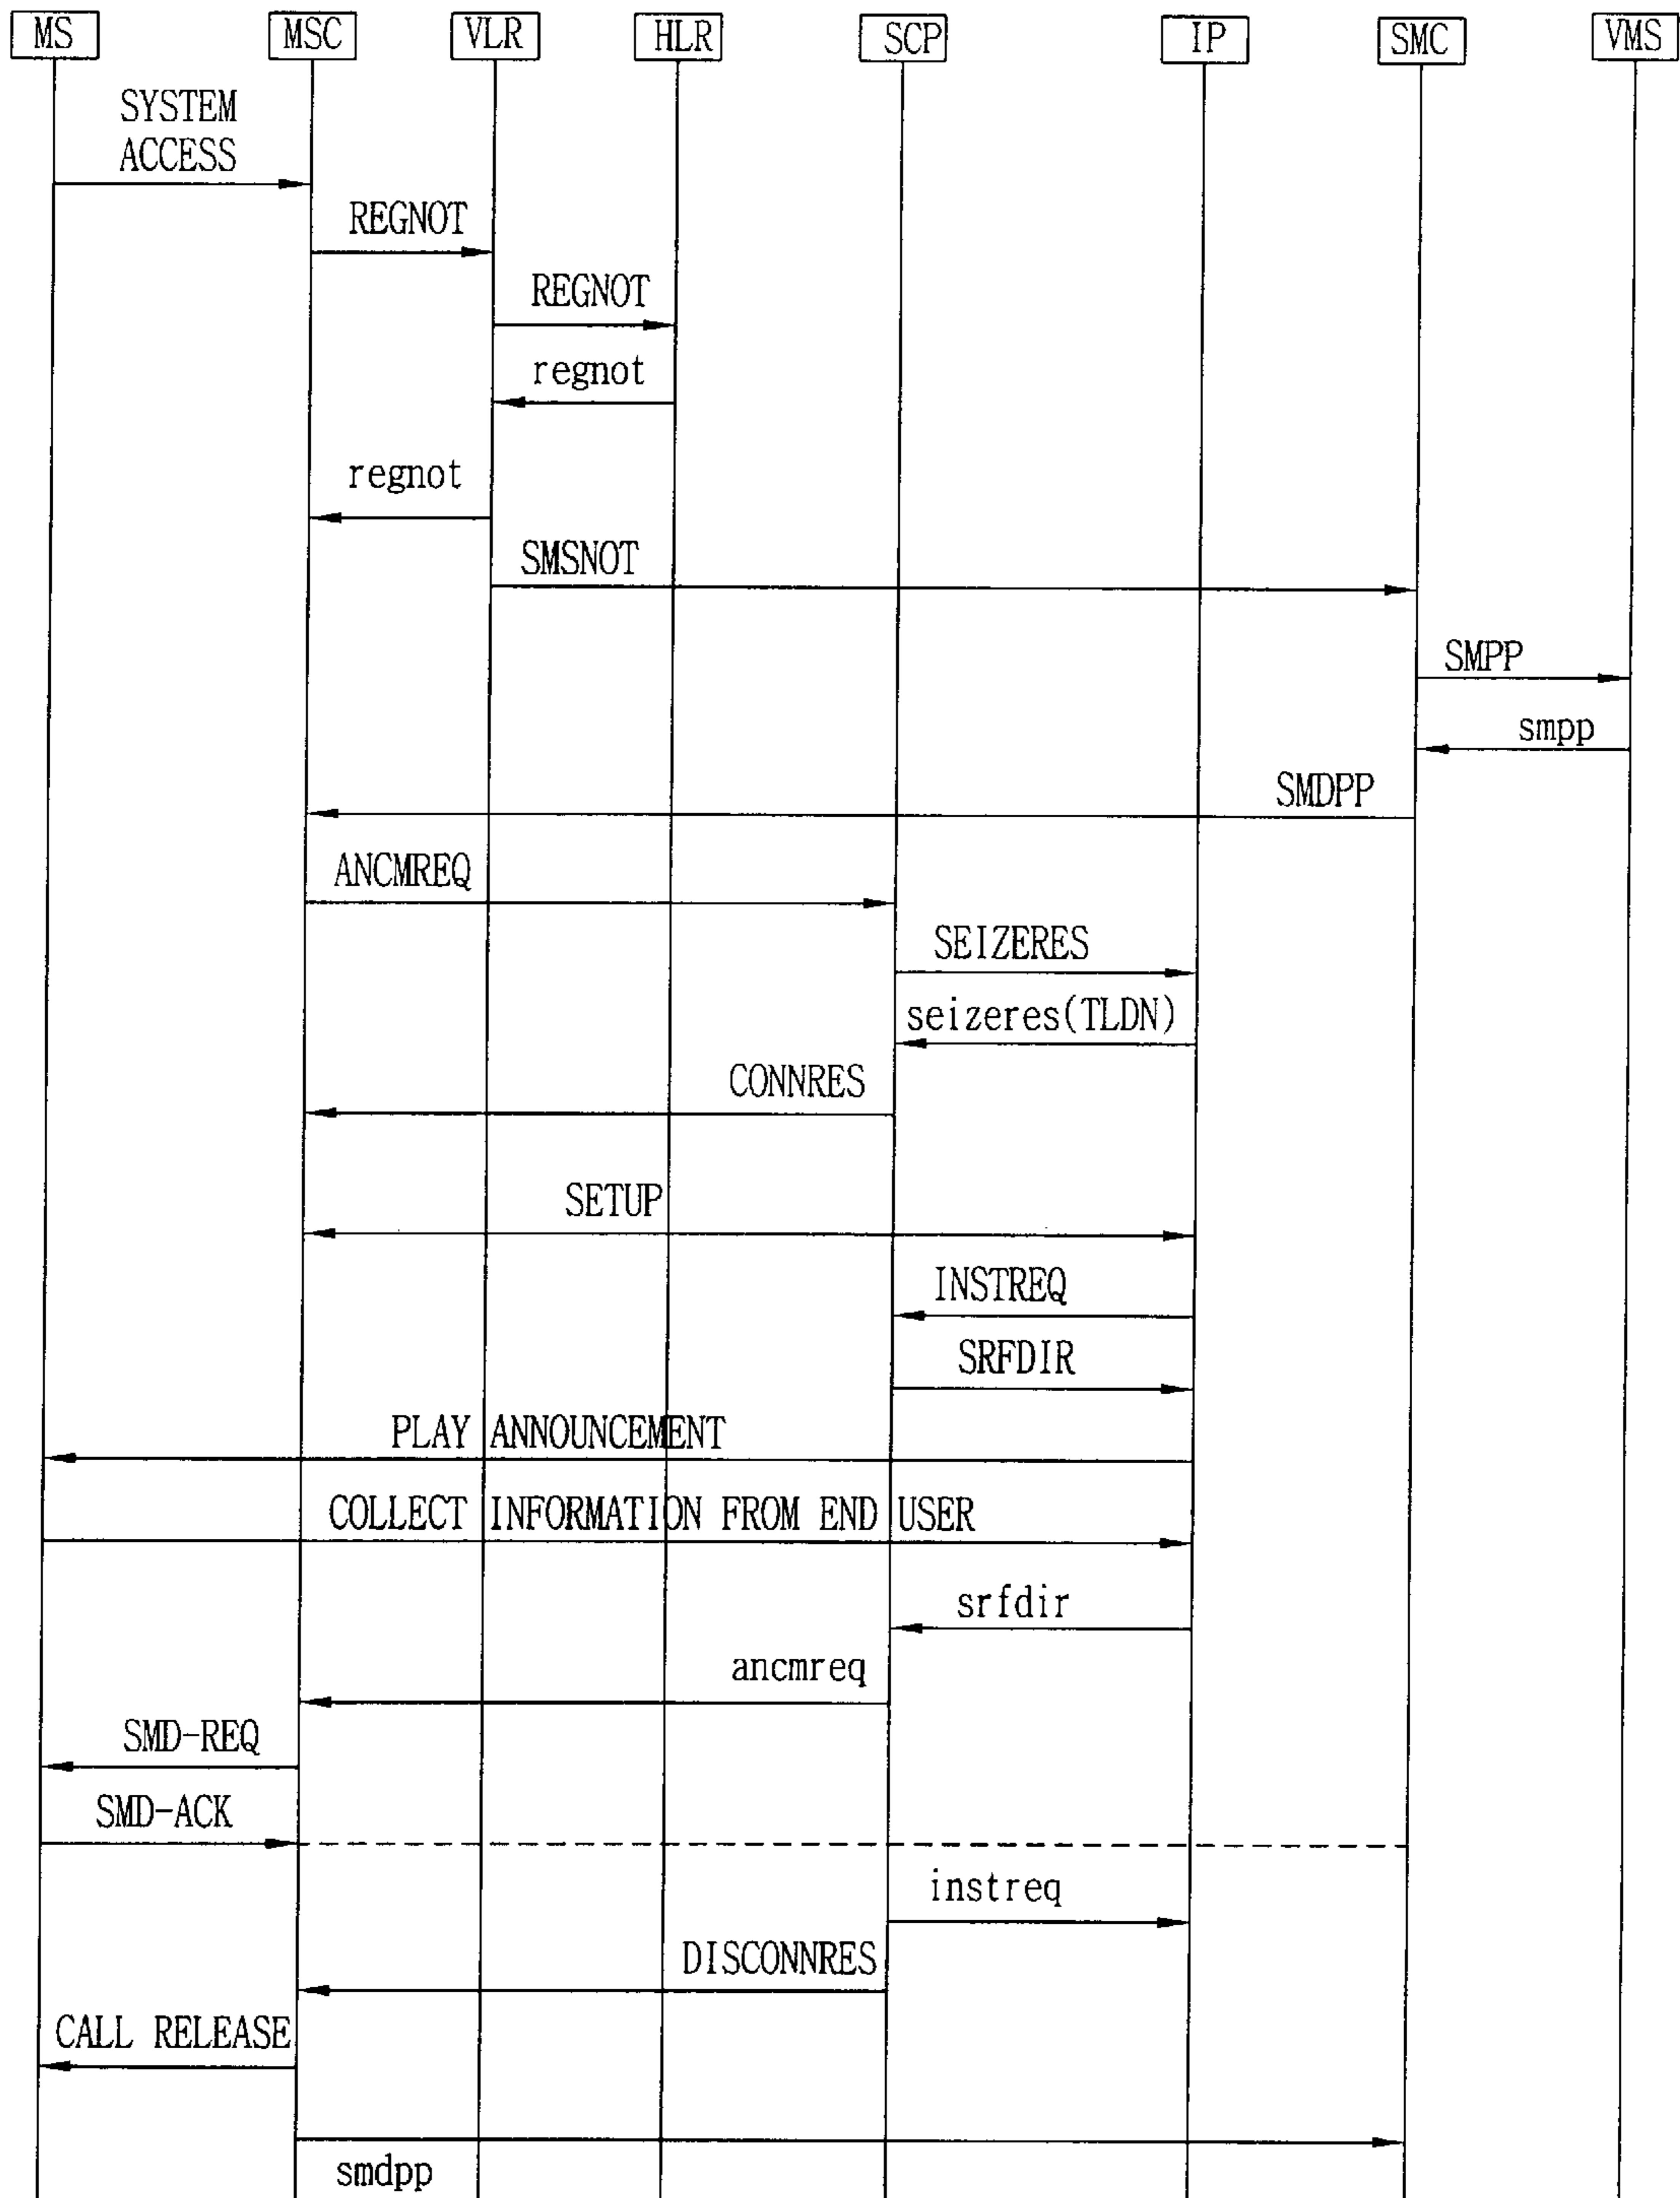 MS MSC VLR HLR SCP IP SMC VMS
SYSTEM
ACCESS
REGNOT
REGNOT
regnot
regnot
SMSNOT
SMPP
smpp
SMDPP
ANCMREQ
SEIZERES
seizeres(TLDN)
CONNRES
SETUP
INSTREQ
SRFDIR
PLAY ANNOUNCEMENT
COLLECT INFORMATION FROM END USER
srfdir
ancmreq
SMD-REQ
SMD-ACK
instreq
DISCONNRES
CALL RELEASE
smdpp